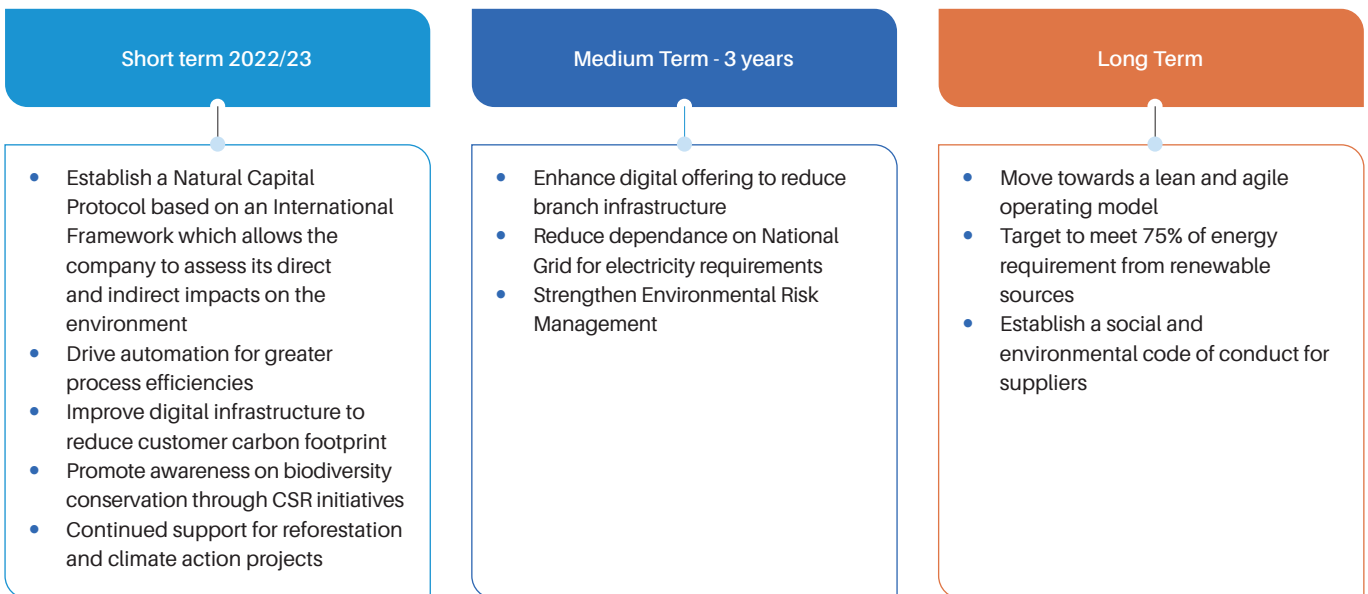 Short term 2022/23
• Establish a Natural Capital
Protocol based on an International
Framework which allows the
company to assess its direct
and indirect impacts on the
environment
• Drive automation for greater
process efficiencies
• Improve digital infrastructure to
reduce customer carbon footprint
• Promote awareness on biodiversity
conservation through CSR initiatives
• Continued support for reforestation
and climate action projects
Medium Term - 3 years
• Enhance digital offering to reduce
branch infrastructure
• Reduce dependance on National
Grid for electricity requirements
• Strengthen Environmental Risk
Management
Long Term
• Move towards a lean and agile
operating model
• Target to meet 75% of energy
requirement from renewable
sources
• Establish a social and
environmental code of conduct for
suppliers